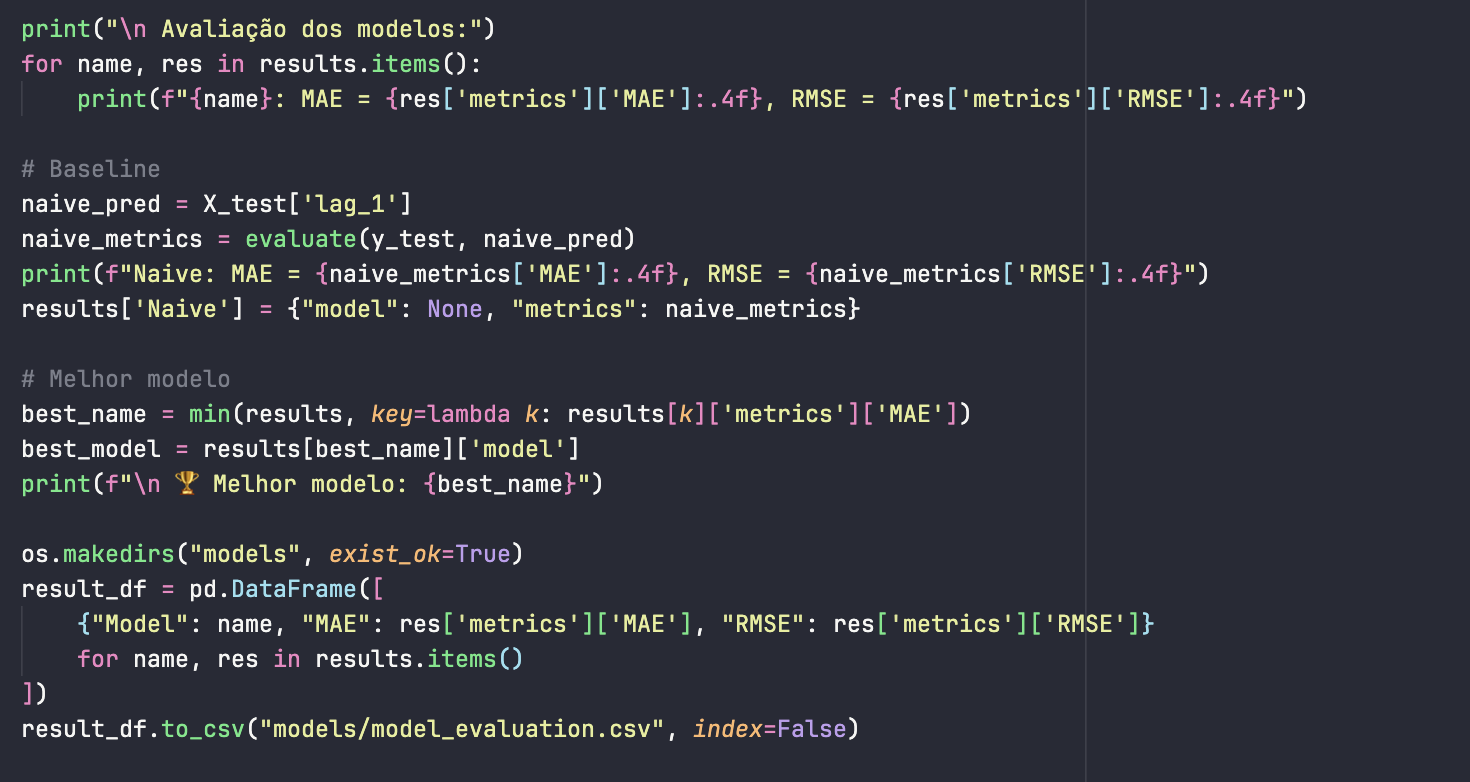 print("\n Avaliação dos modelos:")
for name, res in results.items():
    print(f"{name}: MAE = {res['metrics']['MAE']:.4f}, RMSE = {res['metrics']['RMSE']:.4f}")

# Baseline
naive_pred = X_test['lag_1']
naive_metrics = evaluate(y_test, naive_pred)
print(f"Naive: MAE = {naive_metrics['MAE']:.4f}, RMSE = {naive_metrics['RMSE']:.4f}")
results['Naive'] = {"model": None, "metrics": naive_metrics}

# Melhor modelo
best_name = min(results, key=lambda k: results[k]['metrics']['MAE'])
best_model = results[best_name]['model']
print(f"\n 🏆 Melhor modelo: {best_name}")

os.makedirs("models", exist_ok=True)
result_df = pd.DataFrame([
    {"Model": name, "MAE": res['metrics']['MAE'], "RMSE": res['metrics']['RMSE']}
    for name, res in results.items()
])
result_df.to_csv("models/model_evaluation.csv", index=False)